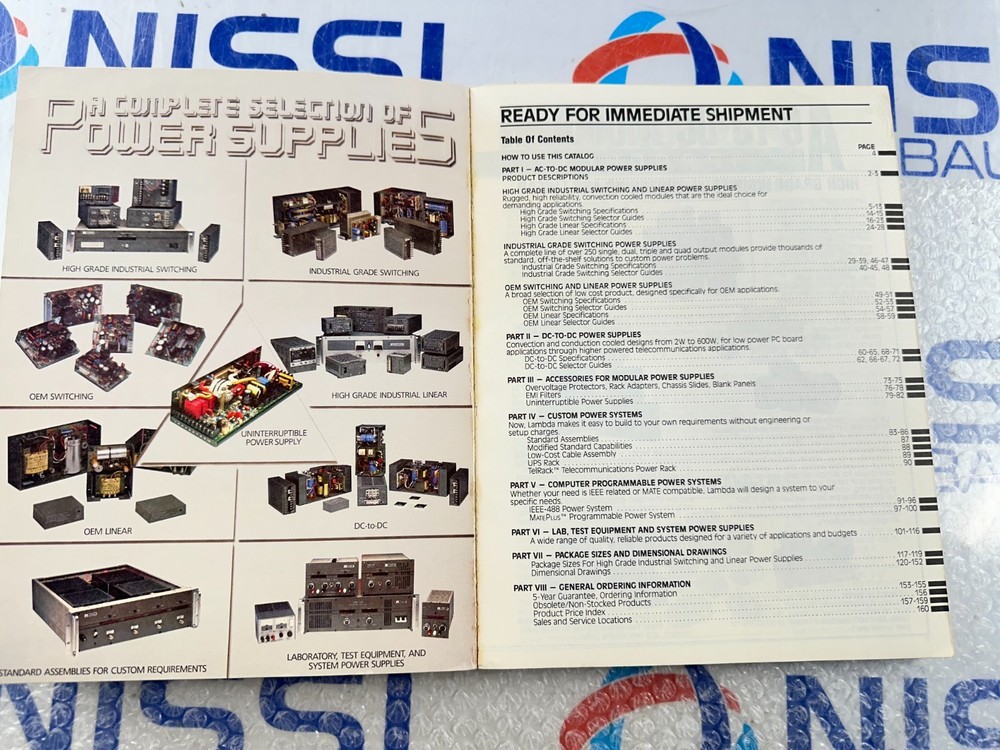 NISSI
NISSI
BAU
A COMPLETE SELECTION OF
POWER SUPPLIES
HIGH GRADE INDUSTRIAL SWITCHING
INDUSTRIAL GRADE SWITCHING
OEM SWITCHING
UNINTERRUPTIBLE
POWER SUPPLY
HIGH GRADE INDUSTRIAL LINEAR
OEM LINEAR
DC-to-DC
STANDARD ASSEMBLIES FOR CUSTOM REQUIREMENTS
LABORATORY, TEST EQUIPMENT, AND
SYSTEM POWER SUPPLIES
READY FOR IMMEDIATE SHIPMENT
Table Of Contents
PAGE
HOW TO USE THIS CATALOG 4
PART I — AC-TO-DC MODULAR POWER SUPPLIES
PRODUCT DESCRIPTIONS 2-3
HIGH GRADE INDUSTRIAL SWITCHING AND LINEAR POWER SUPPLIES
Rugged, high reliability, convection cooled modules that are the ideal choice for
demanding applications.
High Grade Switching Specifications 5-13
High Grade Switching Selector Guides 14-15
High Grade Linear Specifications 16-23
High Grade Linear Selector Guides 24-28
INDUSTRIAL GRADE SWITCHING POWER SUPPLIES
A complete line of over 250 single, dual, triple and quad output modules provide thousands of
standard, off-the-shelf solutions to custom power problems.
Industrial Grade Switching Specifications 29-39, 46-47
Industrial Grade Switching Selector Guides 40-45, 48
OEM SWITCHING AND LINEAR POWER SUPPLIES
A broad selection of low cost product, designed specifically for OEM applications.
OEM Switching Specifications 49-51
OEM Switching Selector Guides 52-53
OEM Linear Specifications 54-57
OEM Linear Selector Guides 58-59
PART II — DC-TO-DC POWER SUPPLIES
Convection and conduction cooled designs from 2W to 600W, for low power PC board
applications through higher powered telecommunications applications.
DC-to-DC Specifications 60-65, 68-71
DC-to-DC Selector Guides 62, 66-67, 72
PART III — ACCESSORIES FOR MODULAR POWER SUPPLIES
Overvoltage Protectors, Rack Adapters, Chassis Slides, Blank Panels 73-75
EMI Filters 76-78
Uninterruptible Power Supplies 79-82
PART IV — CUSTOM POWER SYSTEMS
Now, Lambda makes it easy to build to your own requirements without engineering or
setup charges.
Standard Assemblies 83-86
Modified Standard Capabilities 87
Low-Cost Cable Assembly 88
UPS Rack 89
TelRack™ Telecommunications Power Rack 90
PART V — COMPUTER PROGRAMMABLE POWER SYSTEMS
Whether your need is IEEE related or MATE compatible, Lambda will design a system to your
specific needs.
IEEE-488 Power System 91-96
MATEPLUS™ Programmable Power System 97-100
PART VI — LAB, TEST EQUIPMENT AND SYSTEM POWER SUPPLIES
A wide range of quality, reliable products designed for a variety of applications and budgets 101-116
PART VII — PACKAGE SIZES AND DIMENSIONAL DRAWINGS
Package Sizes For High Grade Industrial Switching and Linear Power Supplies 117-119
Dimensional Drawings 120-152
PART VIII — GENERAL ORDERING INFORMATION
5-Year Guarantee, Ordering Information 153-155
Obsolete/Non-Stocked Products 156
Product Price Index 157-159
Sales and Service Locations 160
NISSI
NIS